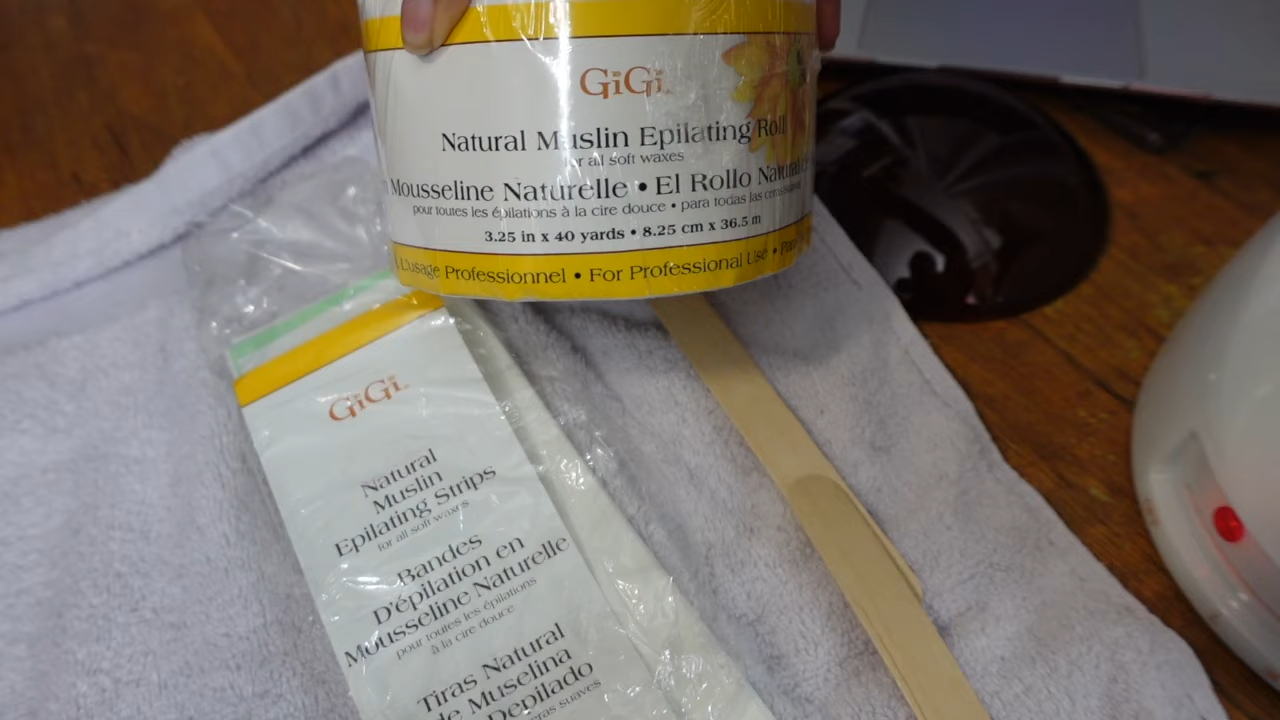 GiGi
Natural Muslin Epilating Roll
for all soft waxes
Mousseline Naturelle • El Rollo Natural
pour toutes les épilations à la cire douce • para todas las ceras
3.25 in x 40 yards • 8.25 cm x 36.5 m
L'usage Professionnel • For Professional Use •
GiGi
Natural
Muslin
Epilating Strips
for all soft waxes
Bandes
D'épilation en
Mousseline Naturelle
pour toutes les épilations
à la cire douce
Tiras Natural
de Muselina
Depilado
ceras suaves